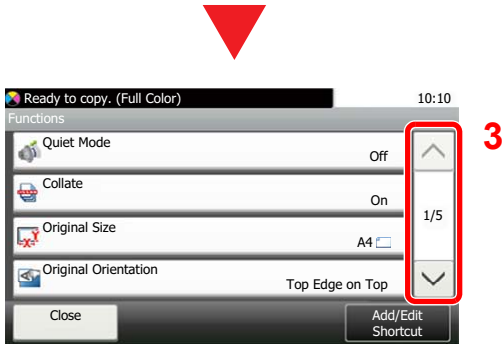 Ready to copy. (Full Color) 10:10
Functions
Quiet Mode
Off
3
Collate
On
1/5
Original Size
A4
Original Orientation
Top Edge on Top
Close
Add/Edit
Shortcut